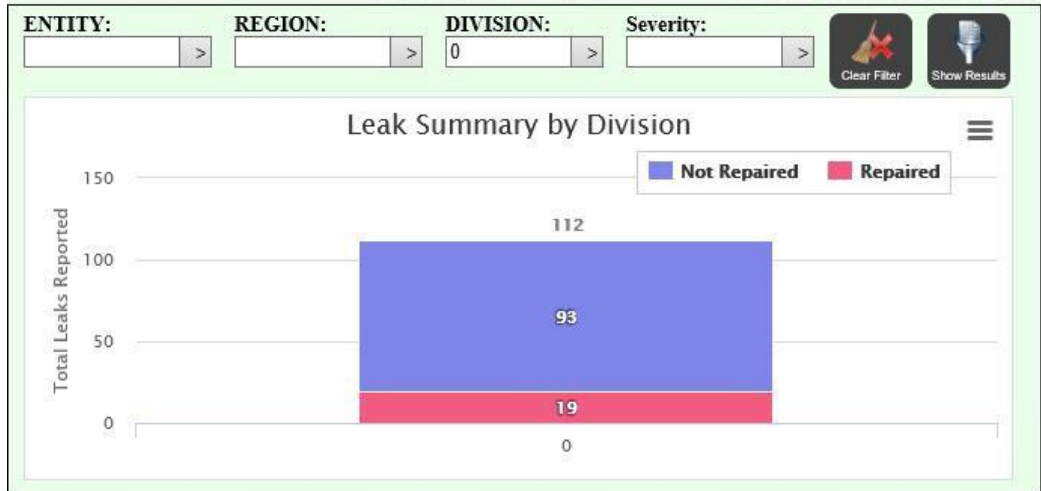 ENTITY: REGION: DIVISION: Severity:
> > 0 > >
Clear Filter Show Results
Leak Summary by Division
Not Repaired Repaired
Total Leaks Reported
150
112
100
93
50
19
0
0